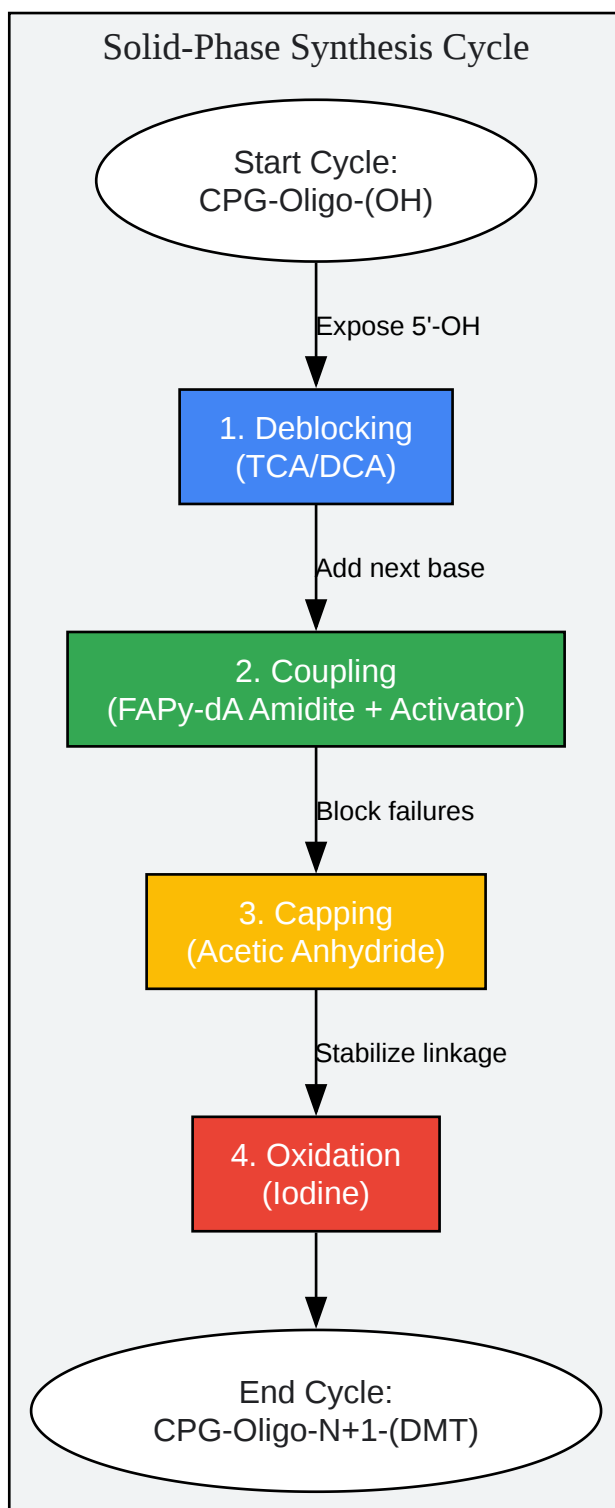 Solid-Phase Synthesis Cycle
Start Cycle:
CPG-Oligo-(OH)
Expose 5'-OH
1. Deblocking
(TCA/DCA)
Add next base
2. Coupling
(FAPy-dA Amidite + Activator)
Block failures
3. Capping
(Acetic Anhydride)
Stabilize linkage
4. Oxidation
(Iodine)
End Cycle:
CPG-Oligo-N+1-(DMT)